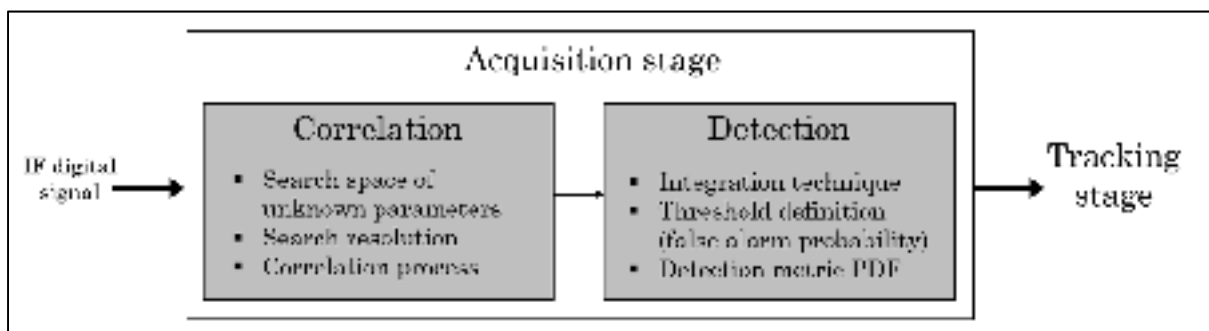 Acquisition stage
IF digital
signal
Correlation
▪ Search space of
unknown parameters
▪ Search resolution
▪ Correlation process
Detection
▪ Integration technique
▪ Threshold definition
(false alarm probability)
▪ Detection metric PDF
Tracking
stage